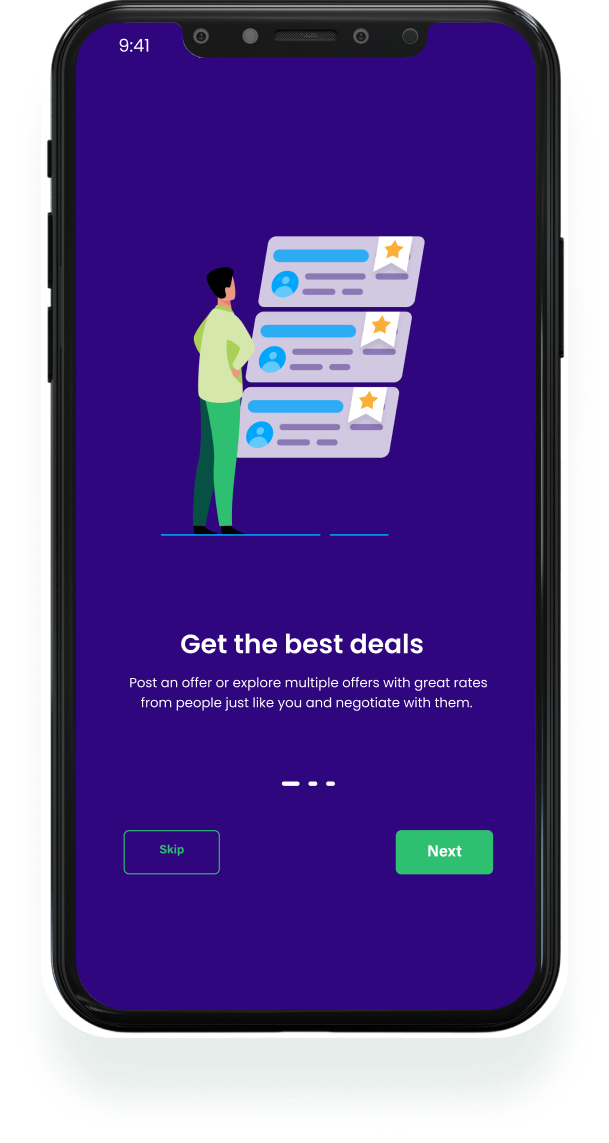 9:41
Get the best deals
Post an offer or explore multiple offers with great rates
from people just like you and negotiate with them.
Skip
Next